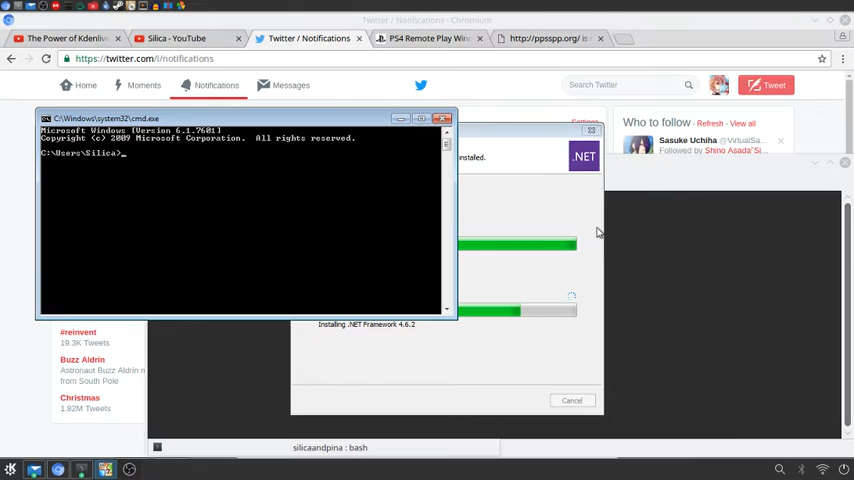 Twitter / Notifications - Chromium
The Power of Kdenliv
Silica - YouTube
Twitter / Notifications
PS4 Remote Play Win
http://ppsspp.org/ is
https://twitter.com/i/notifications
Home
Moments
Notifications
Messages
Search Twitter
Tweet
Settings
Who to follow · Refresh · View all
Sasuke Uchiha @VirtualSa...
Followed by Shino Asada"Si...
C:\Windows\system32\cmd.exe
Microsoft Windows [Version 6.1.7601]
Copyright (c) 2009 Microsoft Corporation.  All rights reserved.
C:\Users\Silica>_
installed.
.NET
Installing .NET Framework 4.6.2
Cancel
#reinvent
19.3K Tweets
Buzz Aldrin
Astronaut Buzz Aldrin m
from South Pole
Christmas
1.82M Tweets
silicaandpina : bash